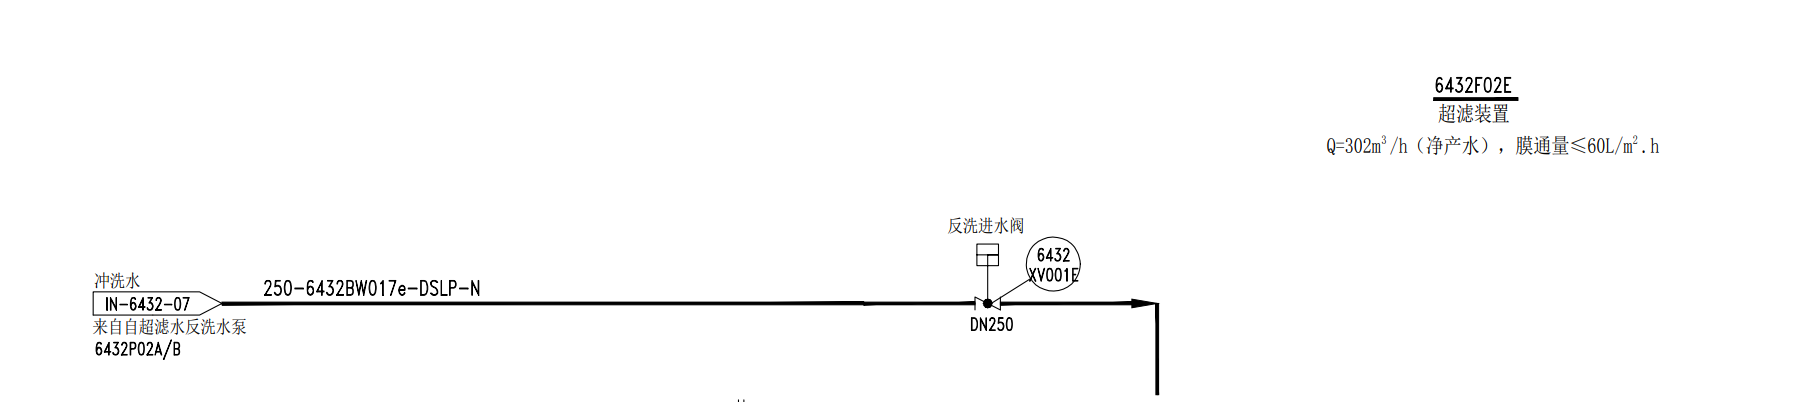 6432F02E
超滤装置
Q=302m³/h（净产水），膜通量≤60L/m².h
反洗进水阀
6432
XV001E
冲洗水
250-6432BW017e-DSLP-N
IN-6432-07
DN250
来自自超滤水反洗水泵
6432P02A/B